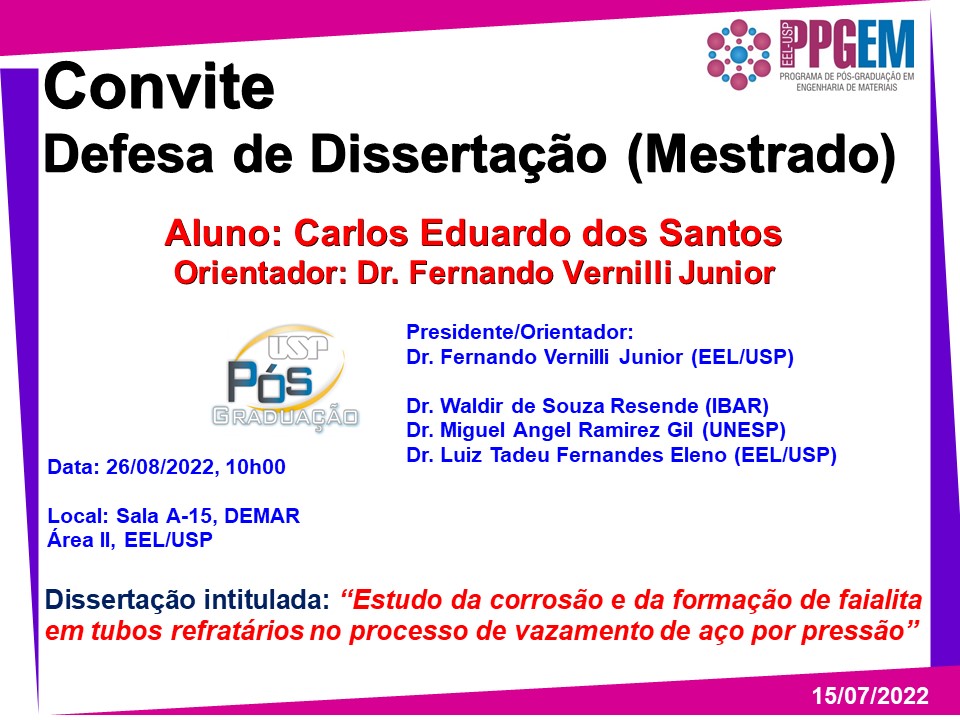 EEL-USP
PPGEM
PROGRAMA DE PÓS-GRADUAÇÃO EM
ENGENHARIA DE MATERIAIS
Convite
Defesa de Dissertação (Mestrado)
Aluno: Carlos Eduardo dos Santos
Orientador: Dr. Fernando Vernilli Junior
USP
PÓS
GRADUAÇÃO
Presidente/Orientador:
Dr. Fernando Vernilli Junior (EEL/USP)
Dr. Waldir de Souza Resende (IBAR)
Dr. Miguel Angel Ramirez Gil (UNESP)
Dr. Luiz Tadeu Fernandes Eleno (EEL/USP)
Data: 26/08/2022, 10h00
Local: Sala A-15, DEMAR
Área II, EEL/USP
Dissertação intitulada: “Estudo da corrosão e da formação de faialita
em tubos refratários no processo de vazamento de aço por pressão”
15/07/2022